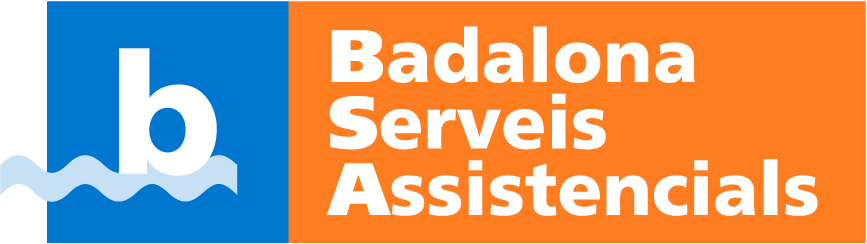 b
Badalona
Serveis
Assistencials